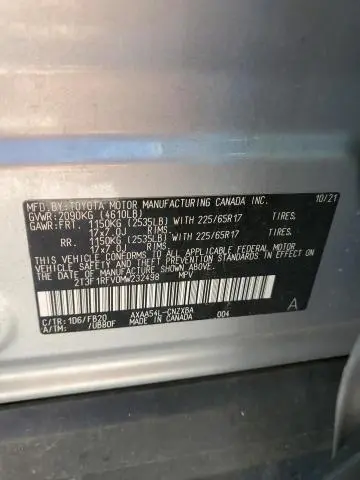 MFD.BY:TOYOTA MOTOR MANUFACTURING CANADA INC. 10/21
GVWR:2090KG (4610LB)
GAWR:FRT. 1150KG (2535LB) WITH 225/65R17 TIRES.
17x7.0J RIMS.
RR. 1150KG (2535LB) WITH 225/65R17 TIRES.
17x7.0J RIMS.
THIS VEHICLE CONFORMS TO ALL APPLICABLE FEDERAL MOTOR
VEHICLE SAFETY, BUMPER, AND THEFT
PREVENTION STANDARDS IN EFFECT ON
THE DATE OF MANUFACTURE SHOWN ABOVE.
2T3F1RFV0MW232498 MPV
A
C/TR:1D6/FB20 AXAA54L-CNZXBA
A/TM: /UB80F MADE IN CANADA 004